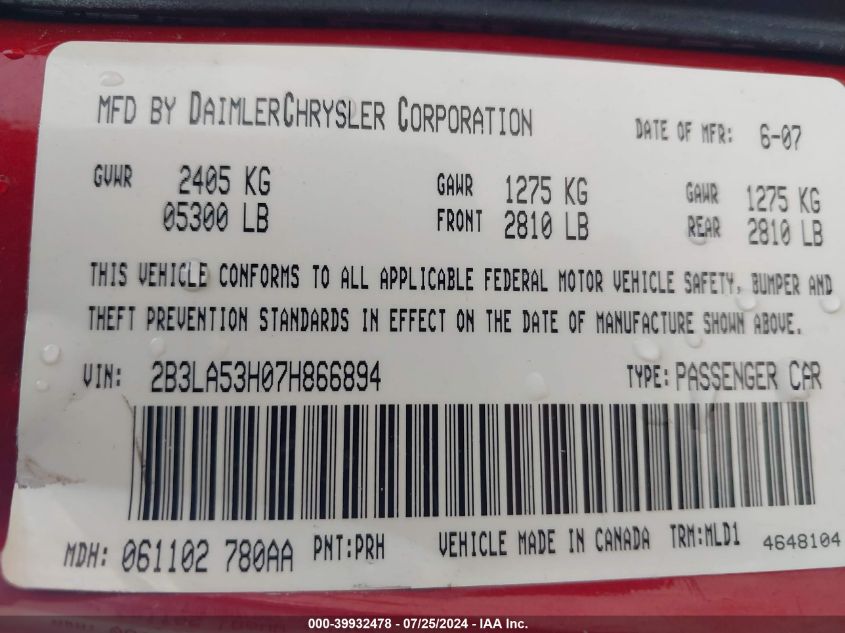 MFD BY DAIMLERCHRYSLER CORPORATION DATE OF MFR: 6-07
GVWR 2405 KG GAWR 1275 KG GAWR 1275 KG
05300 LB FRONT 2810 LB REAR 2810 LB
THIS VEHICLE CONFORMS TO ALL APPLICABLE FEDERAL MOTOR VEHICLE SAFETY, BUMPER AND
THEFT PREVENTION STANDARDS IN EFFECT ON THE DATE OF MANUFACTURE SHOWN ABOVE.
VIN: 2B3LA53H07H866894 TYPE: PASSENGER CAR
MDH: 061102 780AA PNT:PRH VEHICLE MADE IN CANADA TRM:MLD1 4648104
000-39932478 - 07/25/2024 - IAA Inc.